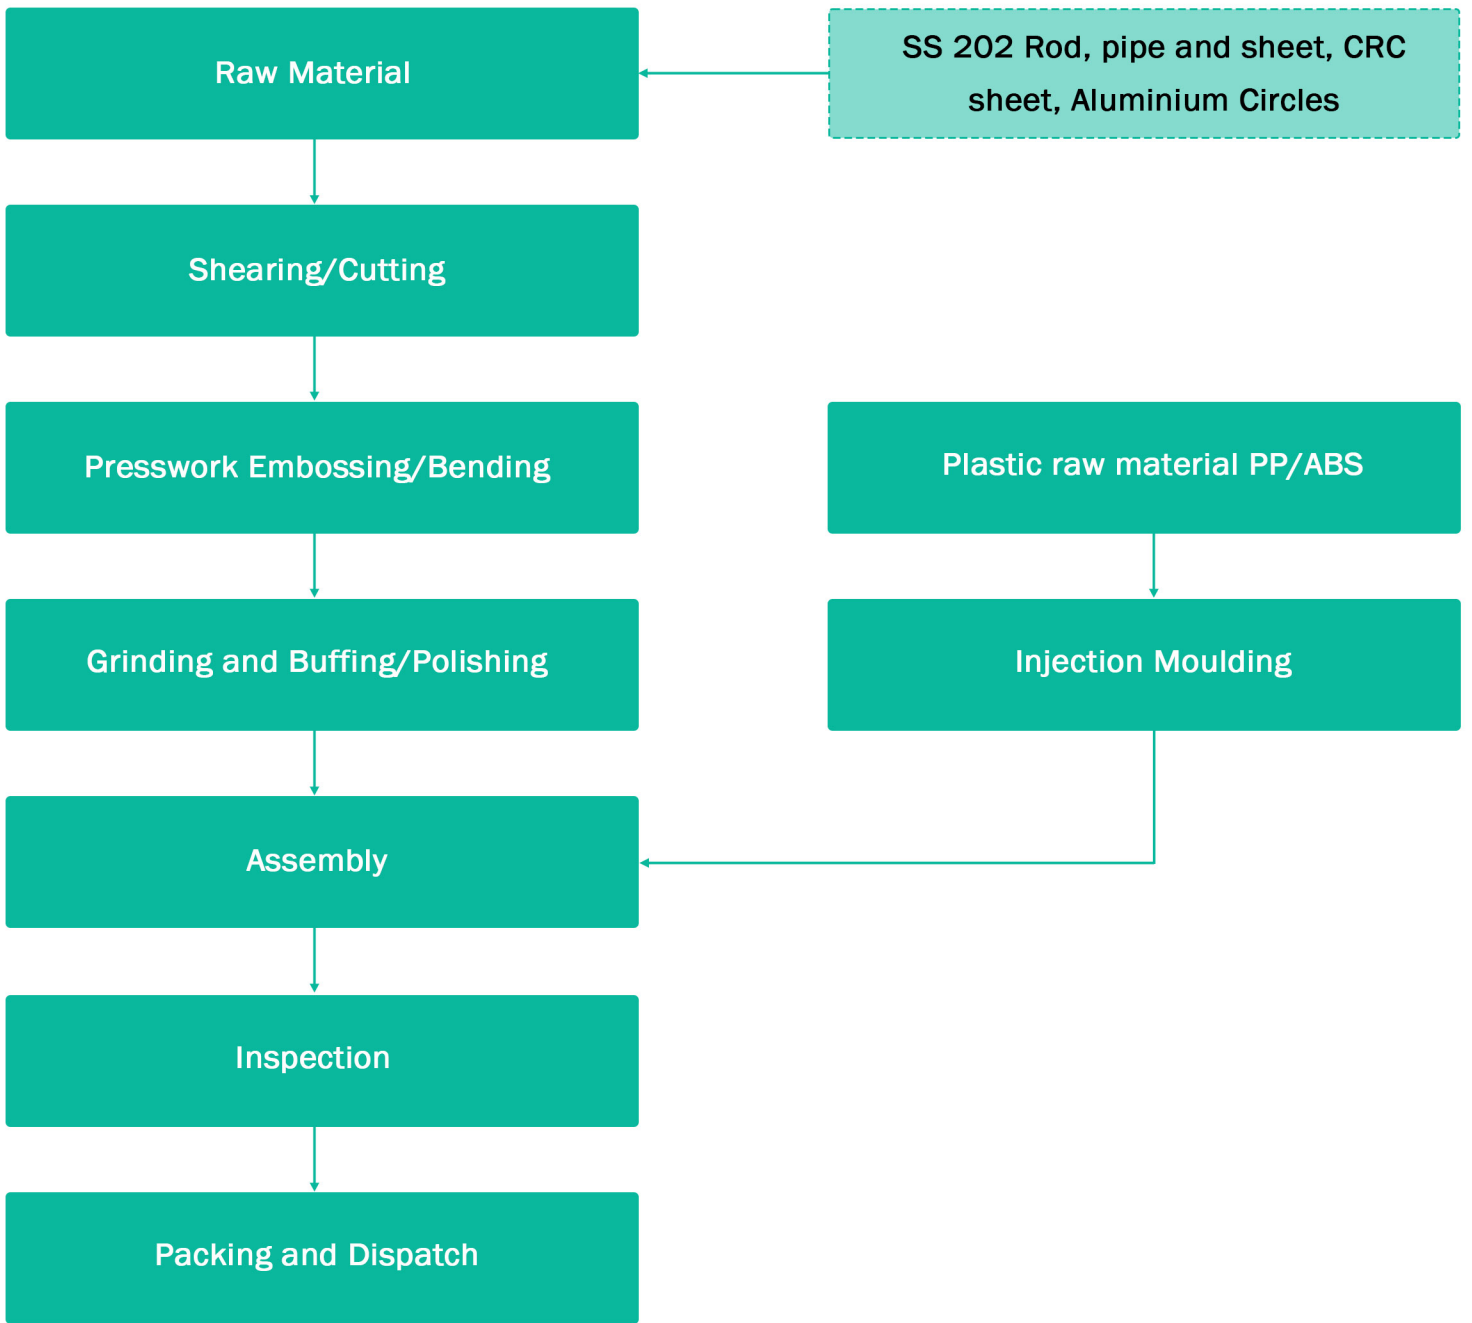 Raw Material
SS 202 Rod, pipe and sheet, CRC
sheet, Aluminium Circles
Shearing/Cutting
Presswork Embossing/Bending
Plastic raw material PP/ABS
Grinding and Buffing/Polishing
Injection Moulding
Assembly
Inspection
Packing and Dispatch